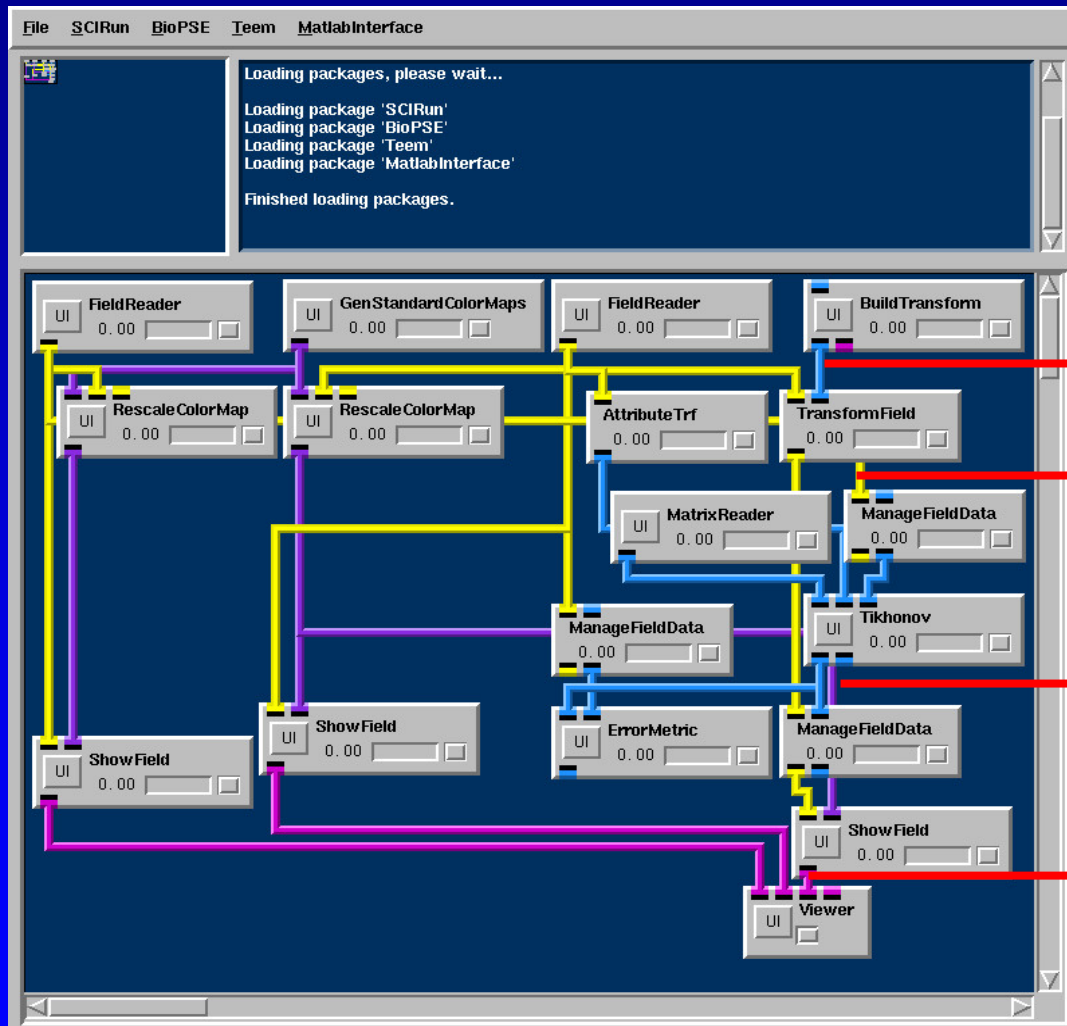 File SCIRun BioPSE Teem MatlabInterface
Loading packages, please wait...
Loading package 'SCIRun'
Loading package 'BioPSE'
Loading package 'Teem'
Loading package 'MatlabInterface'
Finished loading packages.
UI FieldReader 0.00
UI GenStandardColorMaps 0.00
UI FieldReader 0.00
UI BuildTransform 0.00
UI RescaleColorMap 0.00
UI RescaleColorMap 0.00
AttributeTrf 0.00
TransformField 0.00
UI MatrixReader 0.00
ManageFieldData 0.00
UI Tikhonov 0.00
ManageFieldData 0.00
UI ShowField 0.00
UI ShowField 0.00
UI ErrorMetric 0.00
ManageFieldData 0.00
UI ShowField 0.00
UI Viewer